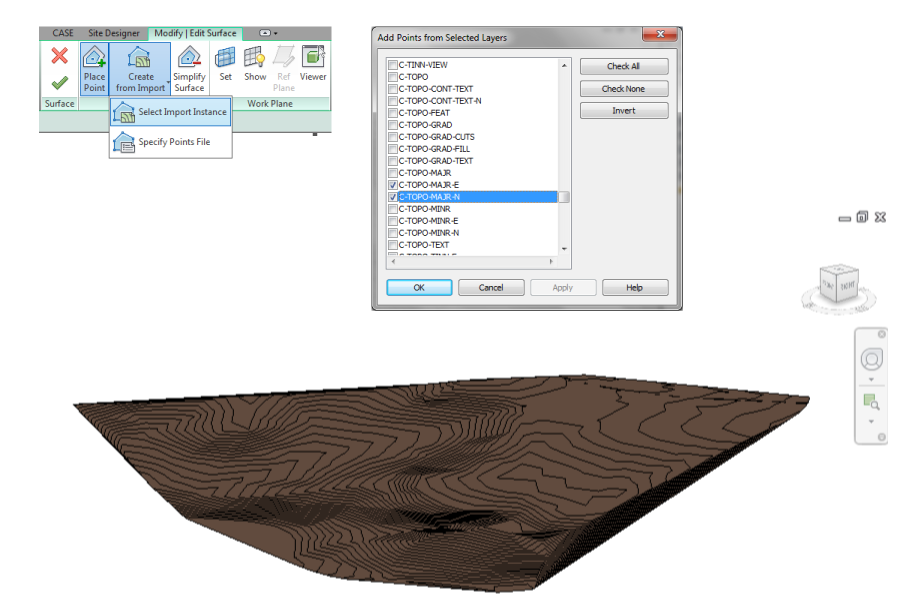 CASE Site Designer Modify | Edit Surface
Place Point
Create from Import
Simplify Surface
Set
Show
Ref Plane
Viewer
Surface
Work Plane
Select Import Instance
Specify Points File
Add Points from Selected Layers
C-TINN-VIEW
C-TOPO
C-TOPO-CONT-TEXT
C-TOPO-CONT-TEXT-N
C-TOPO-FEAT
C-TOPO-GRAD
C-TOPO-GRAD-CUTS
C-TOPO-GRAD-FILL
C-TOPO-GRAD-TEXT
C-TOPO-MAJR
C-TOPO-MAJR-E
C-TOPO-MAJR-N
C-TOPO-MINR
C-TOPO-MINR-E
C-TOPO-MINR-N
C-TOPO-TEXT
Check All
Check None
Invert
OK
Cancel
Apply
Help